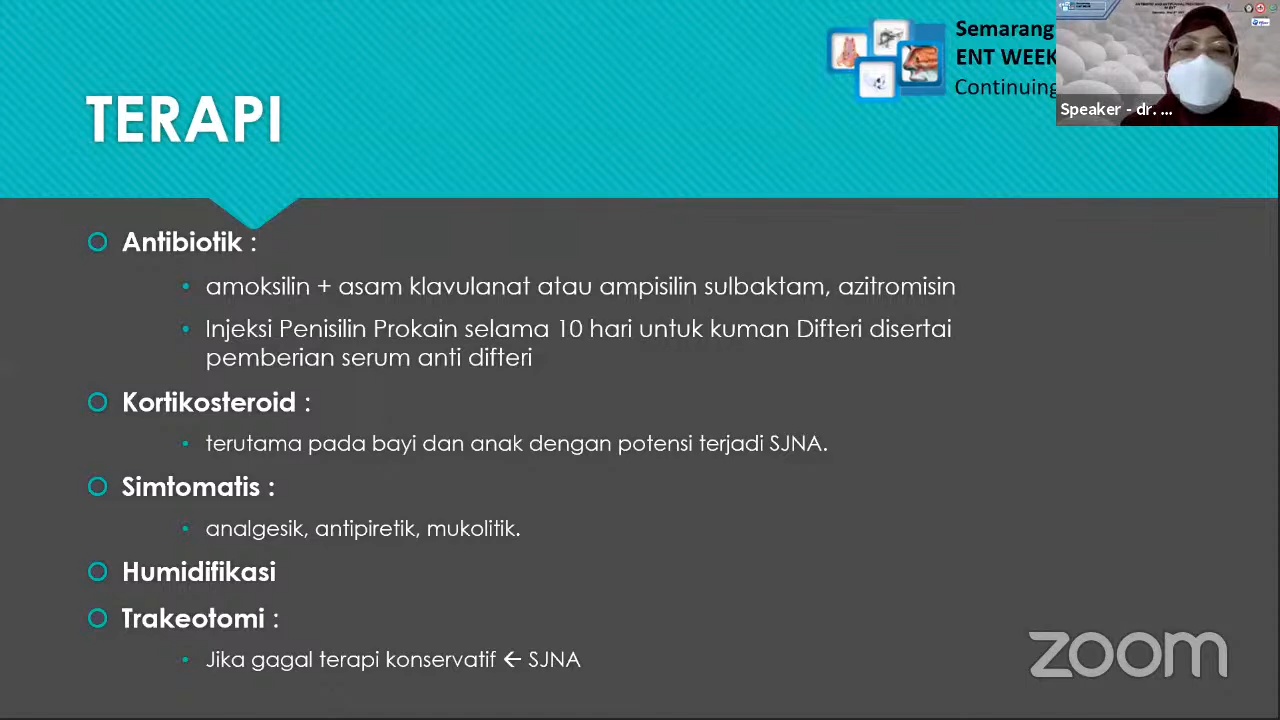 Semarang
ENT WEEK
Continuing
Speaker - dr. ...
TERAPI
Antibiotik :
amoksilin + asam klavulanat atau ampisilin sulbaktam, azitromisin
Injeksi Penisilin Prokain selama 10 hari untuk kuman Difteri disertai
pemberian serum anti difteri
Kortikosteroid :
terutama pada bayi dan anak dengan potensi terjadi SJNA.
Simtomatis :
analgesik, antipiretik, mukolitik.
Humidifikasi
Trakeotomi :
Jika gagal terapi konservatif ← SJNA
zoom